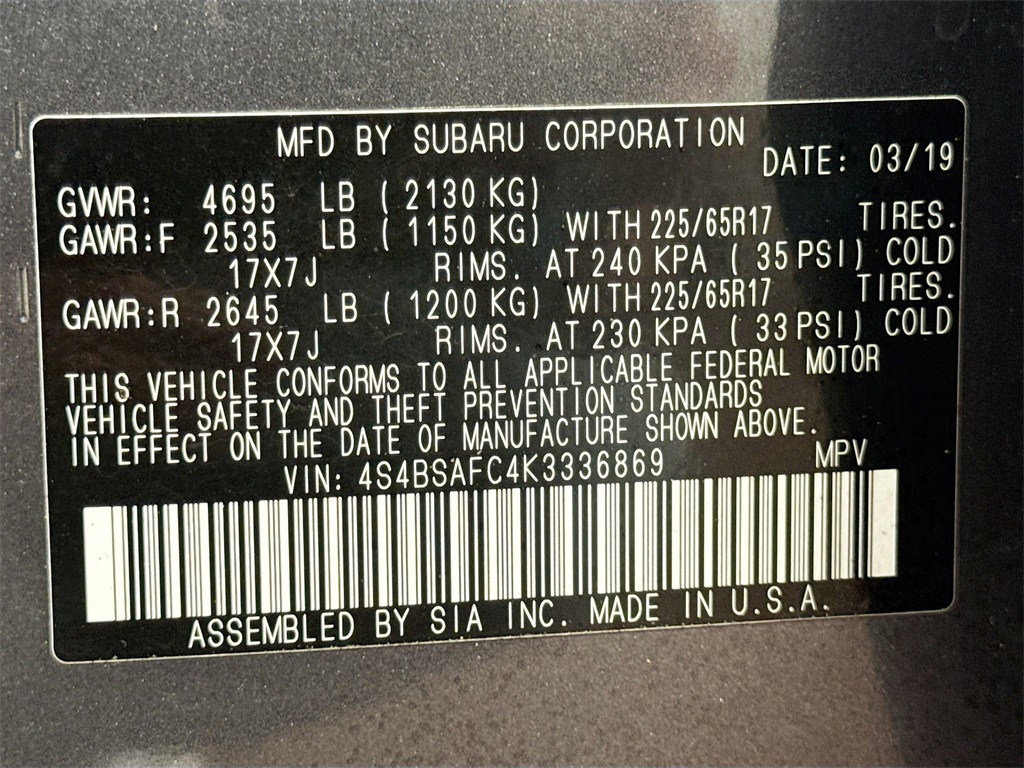 MFD BY SUBARU CORPORATION
DATE: 03/19
GVWR: 4695 LB ( 2130 KG)
GAWR:F 2535 LB ( 1150 KG) WITH 225/65R17 TIRES.
17X7J RIMS. AT 240 KPA ( 35 PSI) COLD
GAWR:R 2645 LB ( 1200 KG) WITH 225/65R17 TIRES.
17X7J RIMS. AT 230 KPA ( 33 PSI) COLD
THIS VEHICLE CONFORMS TO ALL APPLICABLE FEDERAL MOTOR
VEHICLE SAFETY AND THEFT PREVENTION STANDARDS
IN EFFECT ON THE DATE OF MANUFACTURE SHOWN ABOVE.
VIN: 4S4BSAFC4K3336869 MPV
ASSEMBLED BY SIA INC. MADE IN U.S.A.